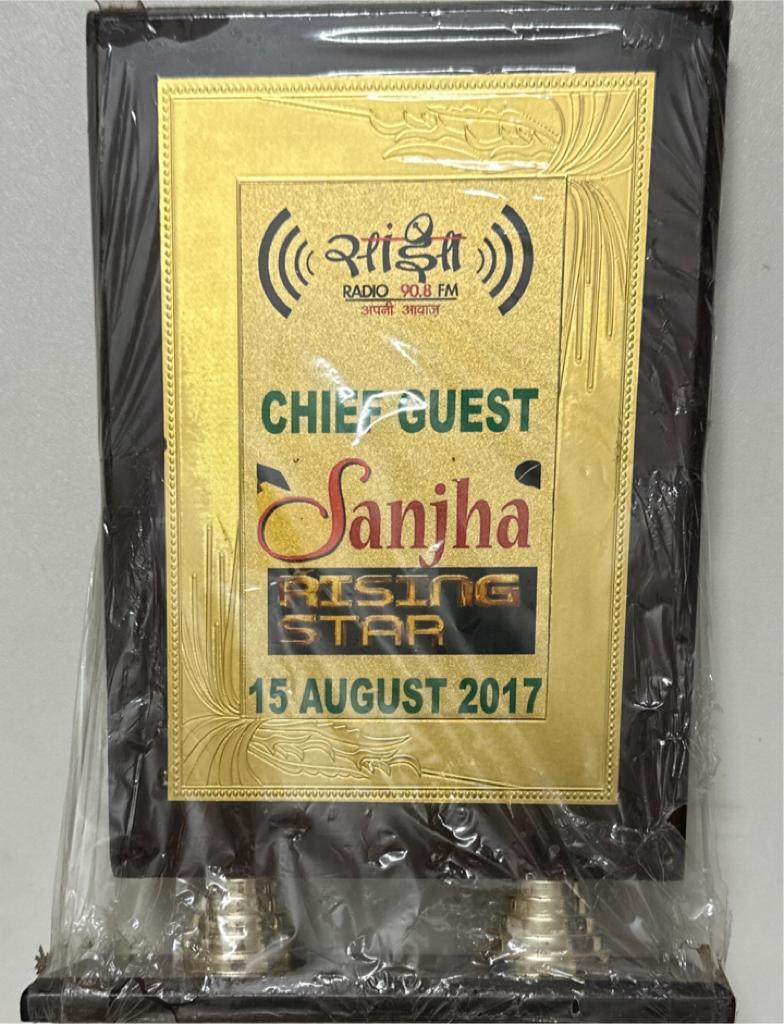 सांझा
RADIO 90.8 FM
अपनी आवाज़
CHIEF GUEST
Sanjha
RISING
STAR
15 AUGUST 2017